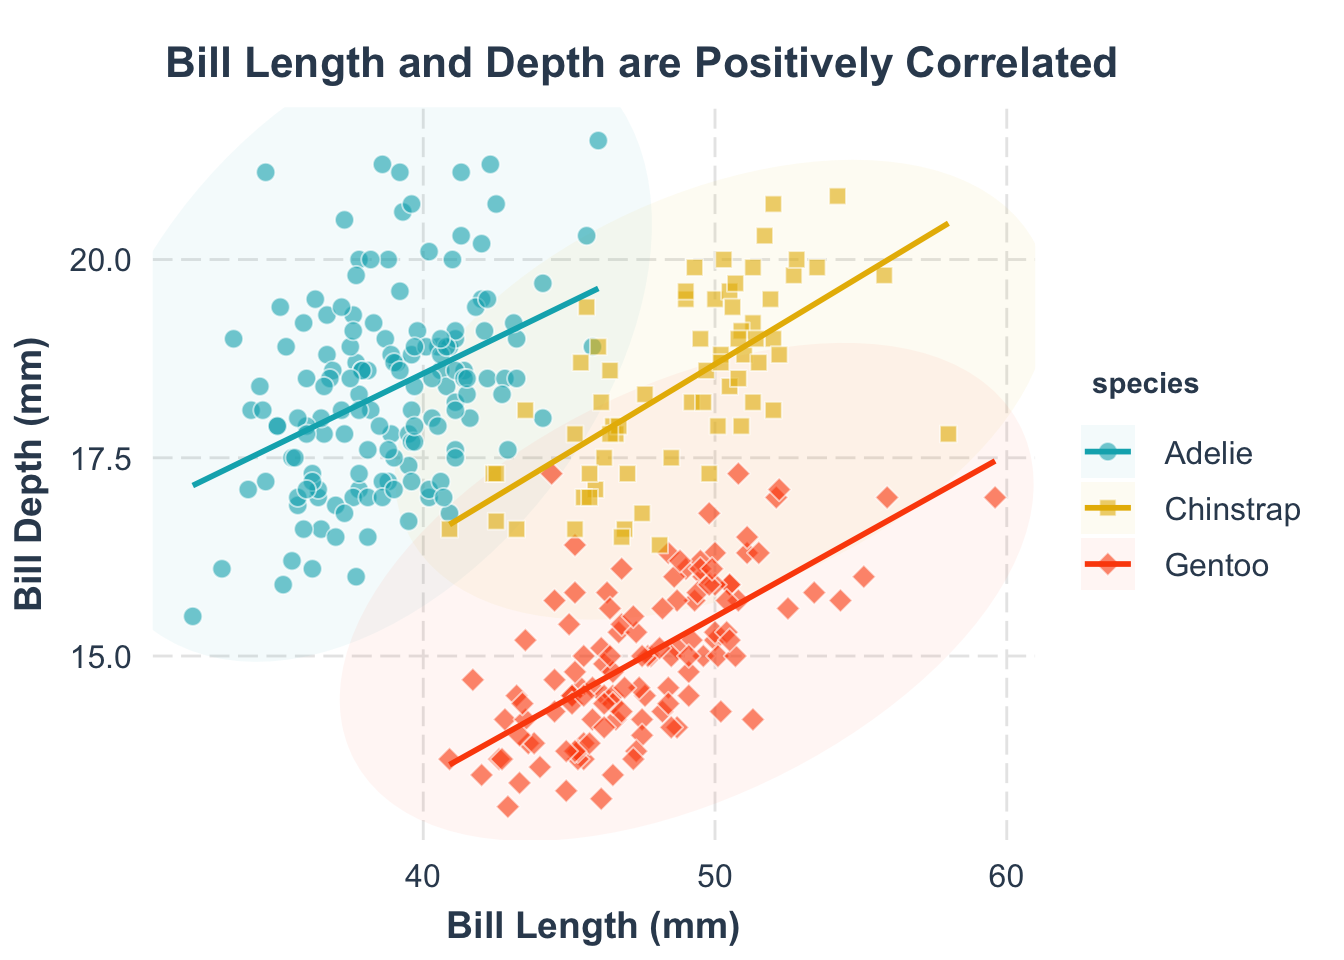 Bill Length and Depth are Positively Correlated
Bill Depth (mm)
20.0
17.5
15.0
40 50 60
Bill Length (mm)
species
Adelie
Chinstrap
Gentoo